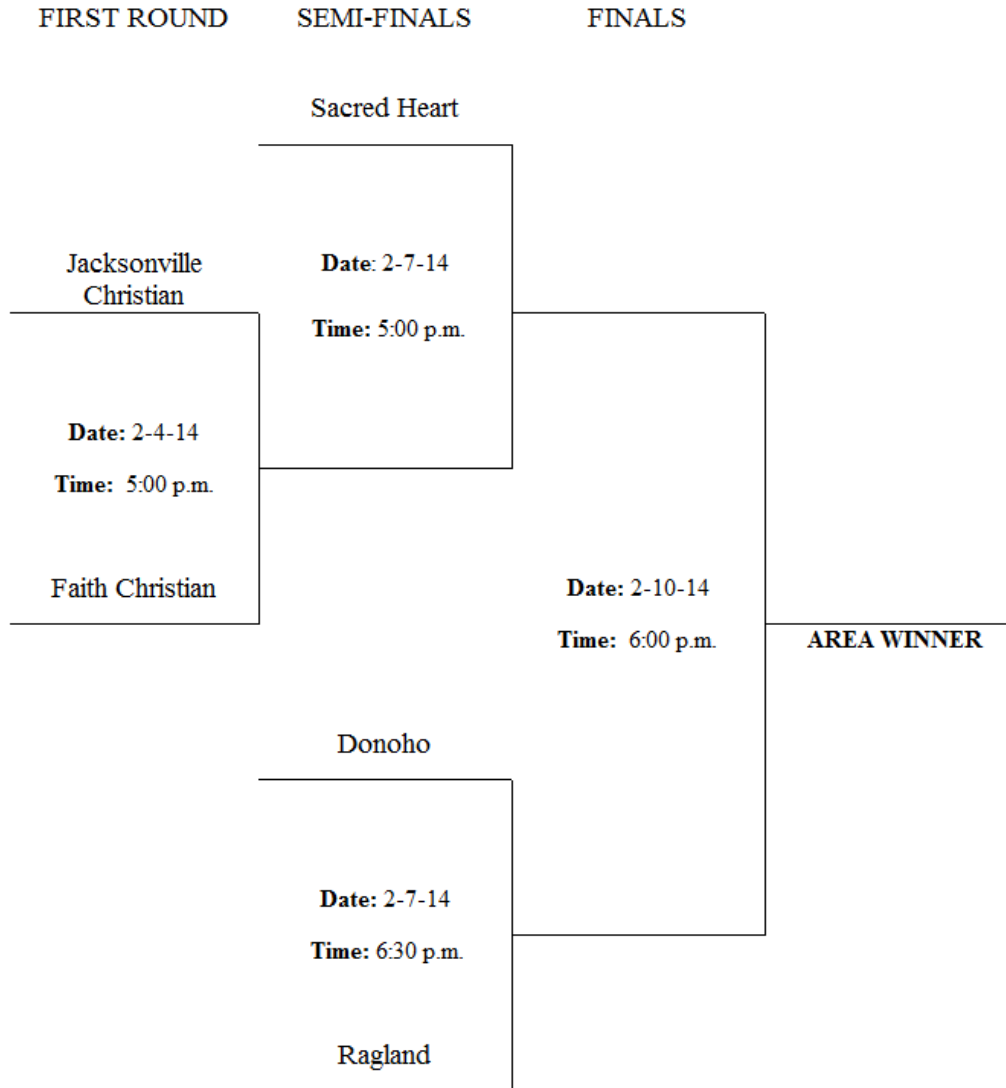 FIRST ROUND SEMI-FINALS FINALS
Sacred Heart
Jacksonville
Christian
Date: 2-7-14
Time: 5:00 p.m.
Date: 2-4-14
Time: 5:00 p.m.
Faith Christian
Date: 2-10-14
Time: 6:00 p.m.
AREA WINNER
Donoho
Date: 2-7-14
Time: 6:30 p.m.
Ragland